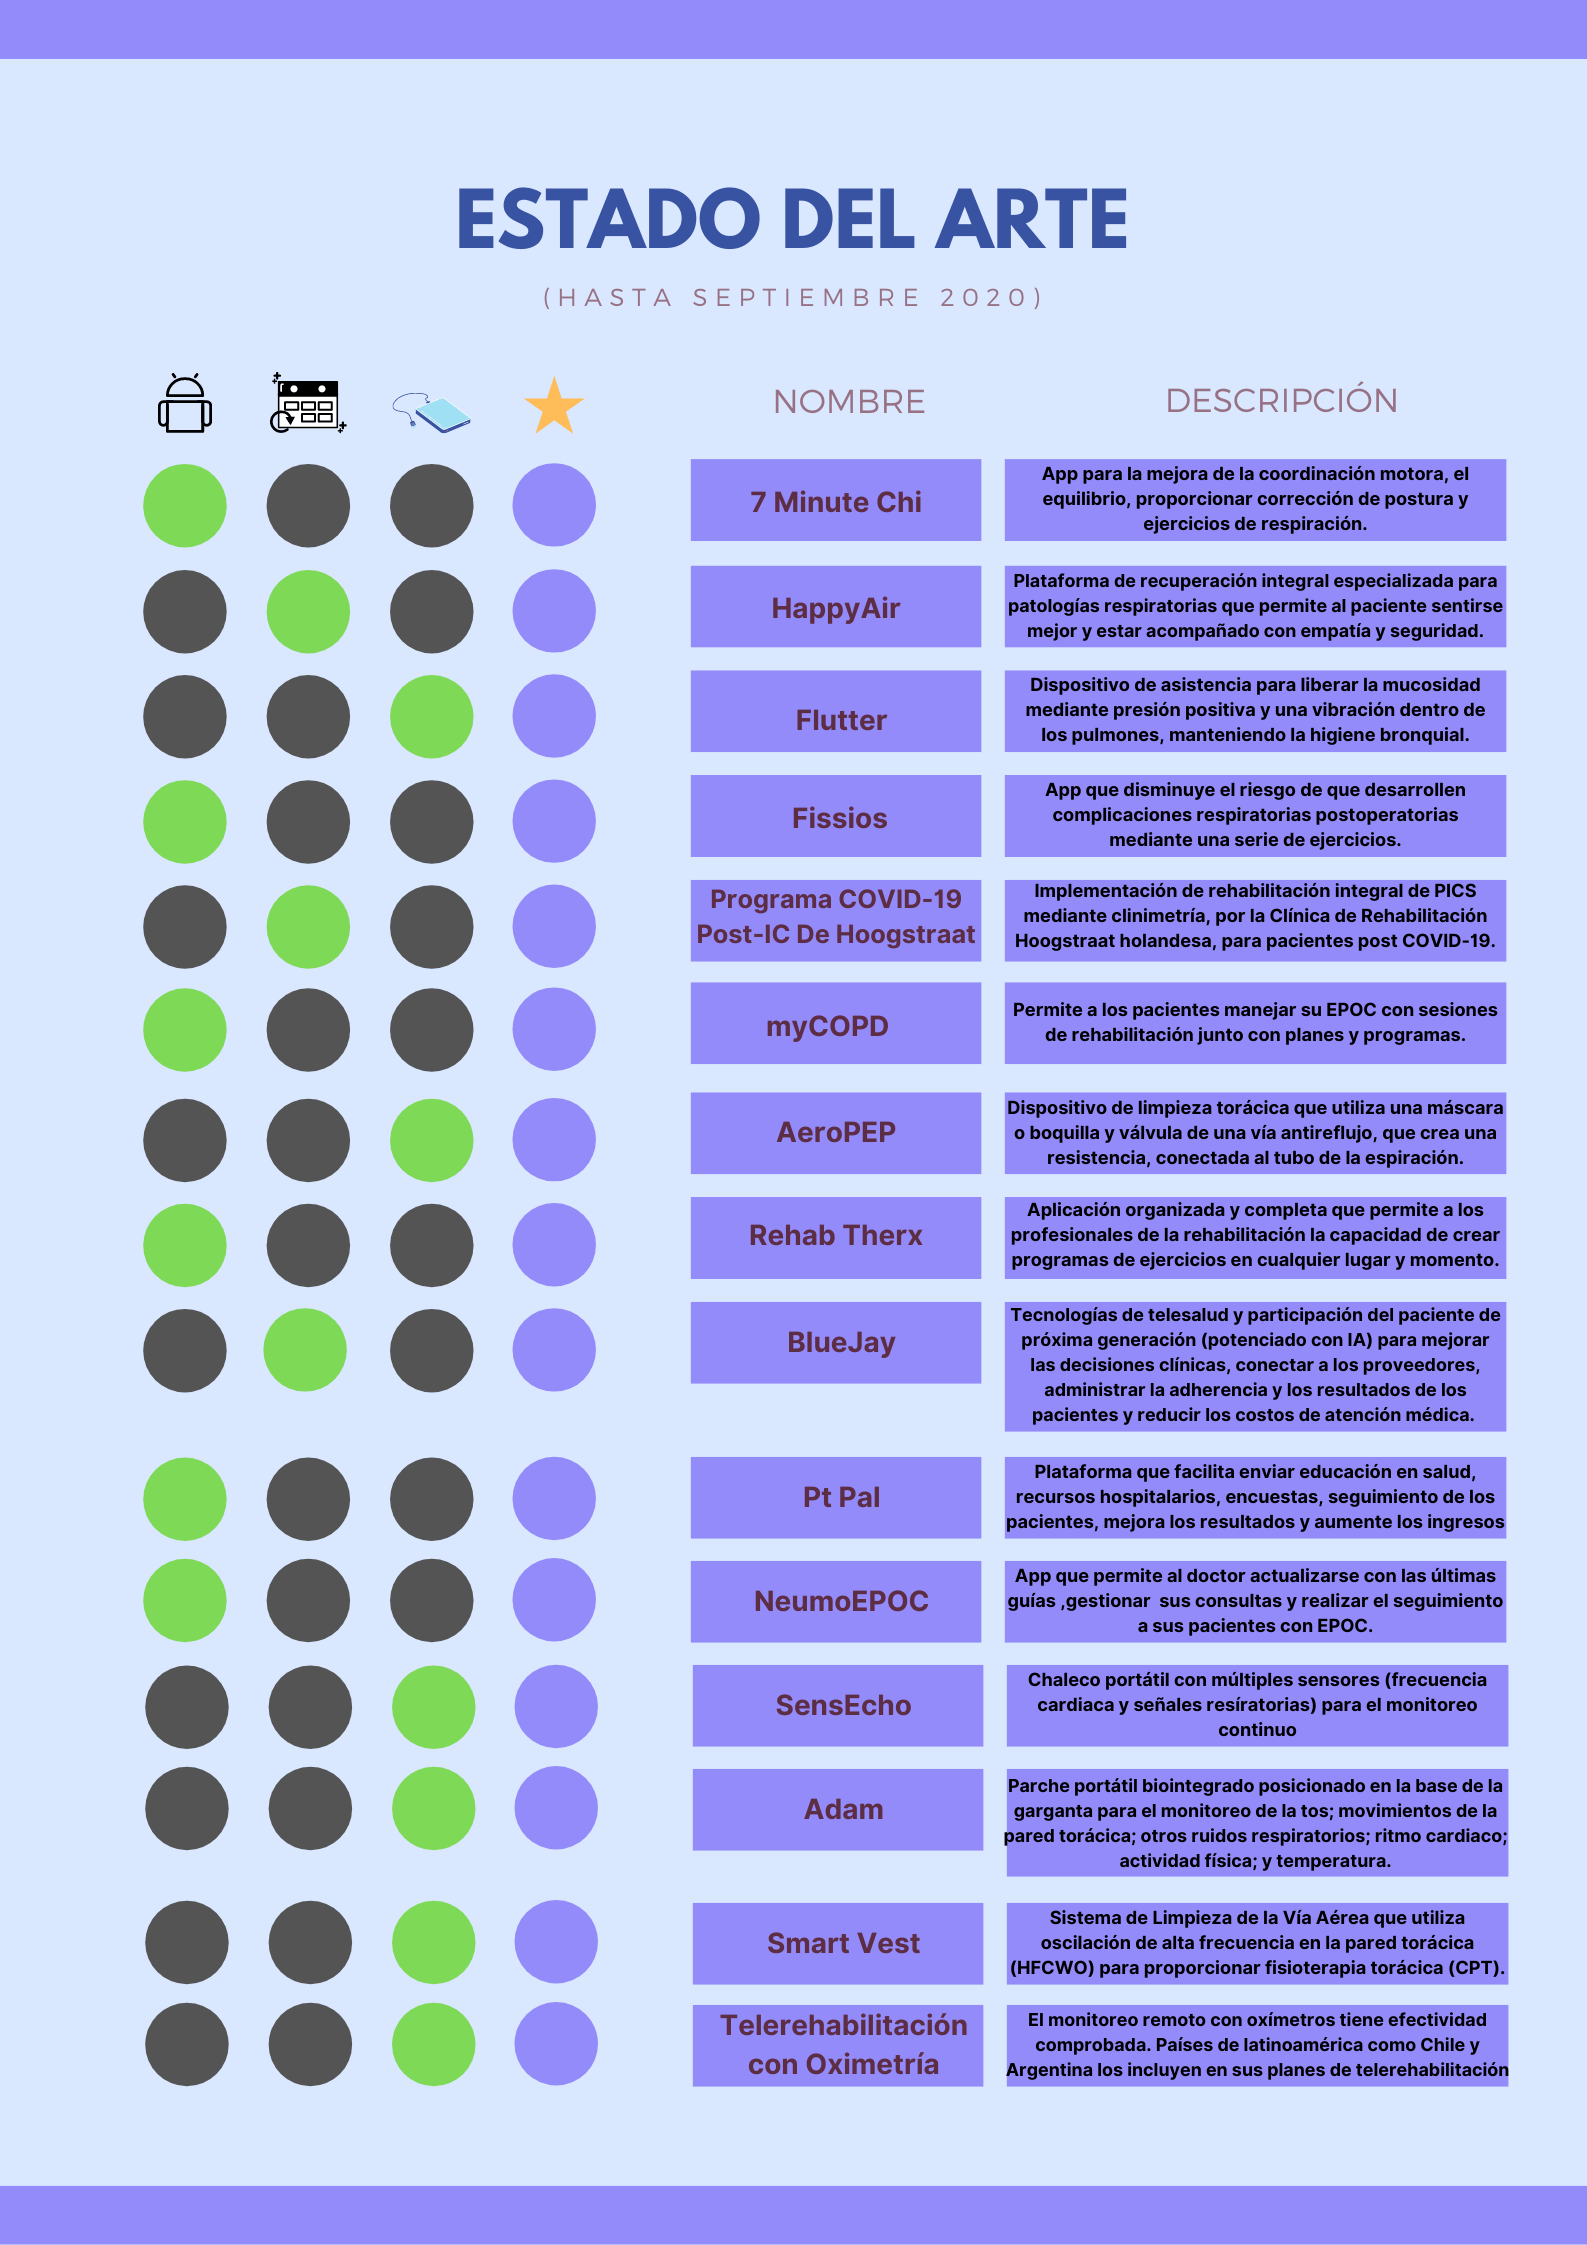 ESTADO DEL ARTE
(HASTA SEPTIEMBRE 2020)
NOMBRE
DESCRIPCIÓN
7 Minute Chi
App para la mejora de la coordinación motora, el
equilibrio, proporcionar corrección de postura y
ejercicios de respiración.
HappyAir
Plataforma de recuperación integral especializada para
patologías respiratorias que permite al paciente sentirse
mejor y estar acompañado con empatía y seguridad.
Flutter
Dispositivo de asistencia para liberar la mucosidad
mediante presión positiva y una vibración dentro de
los pulmones, manteniendo la higiene bronquial.
Fissios
App que disminuye el riesgo de que desarrollen
complicaciones respiratorias postoperatorias
mediante una serie de ejercicios.
Programa COVID-19
Post-IC De Hoogstraat
Implementación de rehabilitación integral de PICS
mediante clinimetría, por la Clínica de Rehabilitación
Hoogstraat holandesa, para pacientes post COVID-19.
myCOPD
Permite a los pacientes manejar su EPOC con sesiones
de rehabilitación junto con planes y programas.
AeroPEP
Dispositivo de limpieza torácica que utiliza una máscara
o boquilla y válvula de una vía antireflujo, que crea una
resistencia, conectada al tubo de la espiración.
Rehab Therx
Aplicación organizada y completa que permite a los
profesionales de la rehabilitación la capacidad de crear
programas de ejercicios en cualquier lugar y momento.
BlueJay
Tecnologías de telesalud y participación del paciente de
próxima generación (potenciado con IA) para mejorar
las decisiones clínicas, conectar a los proveedores,
administrar la adherencia y los resultados de los
pacientes y reducir los costos de atención médica.
Pt Pal
Plataforma que facilita enviar educación en salud,
recursos hospitalarios, encuestas, seguimiento de los
pacientes, mejora los resultados y aumente los ingresos
NeumoEPOC
App que permite al doctor actualizarse con las últimas
guías ,gestionar  sus consultas y realizar el seguimiento
a sus pacientes con EPOC.
SensEcho
Chaleco portátil con múltiples sensores (frecuencia
cardiaca y señales resíratorias) para el monitoreo
continuo
Adam
Parche portátil biointegrado posicionado en la base de la
garganta para el monitoreo de la tos; movimientos de la
pared torácica; otros ruidos respiratorios; ritmo cardiaco;
actividad física; y temperatura.
Smart Vest
Sistema de Limpieza de la Vía Aérea que utiliza
oscilación de alta frecuencia en la pared torácica
(HFCWO) para proporcionar fisioterapia torácica (CPT).
Telerehabilitación
con Oximetría
El monitoreo remoto con oxímetros tiene efectividad
comprobada. Países de latinoamérica como Chile y
Argentina los incluyen en sus planes de telerehabilitación